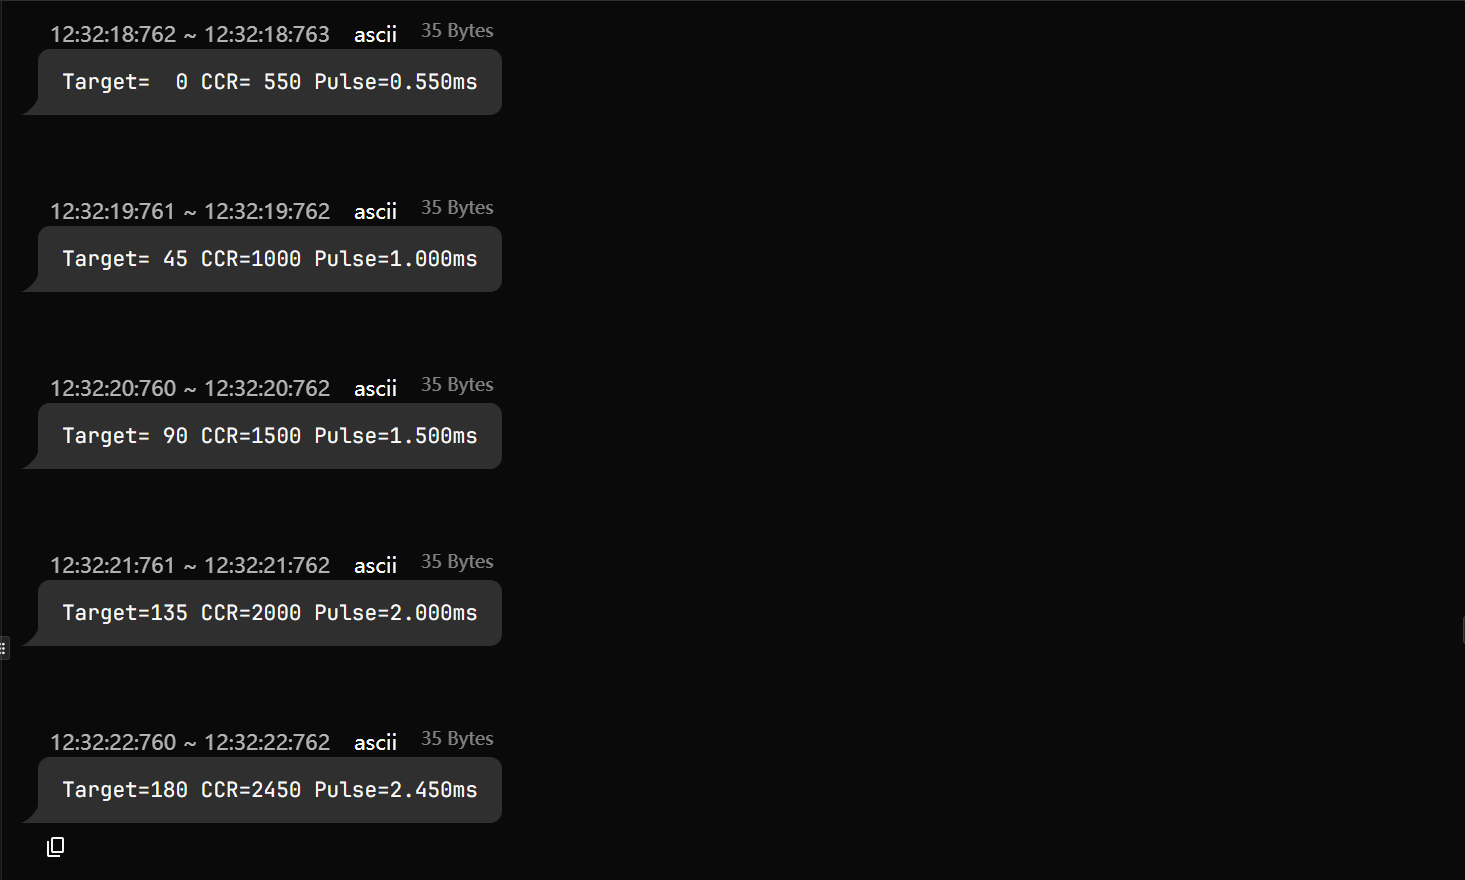 12:32:18:762 ~ 12:32:18:763 ascii 35 Bytes
Target=  0 CCR= 550 Pulse=0.550ms
12:32:19:761 ~ 12:32:19:762 ascii 35 Bytes
Target= 45 CCR=1000 Pulse=1.000ms
12:32:20:760 ~ 12:32:20:762 ascii 35 Bytes
Target= 90 CCR=1500 Pulse=1.500ms
12:32:21:761 ~ 12:32:21:762 ascii 35 Bytes
Target=135 CCR=2000 Pulse=2.000ms
12:32:22:760 ~ 12:32:22:762 ascii 35 Bytes
Target=180 CCR=2450 Pulse=2.450ms